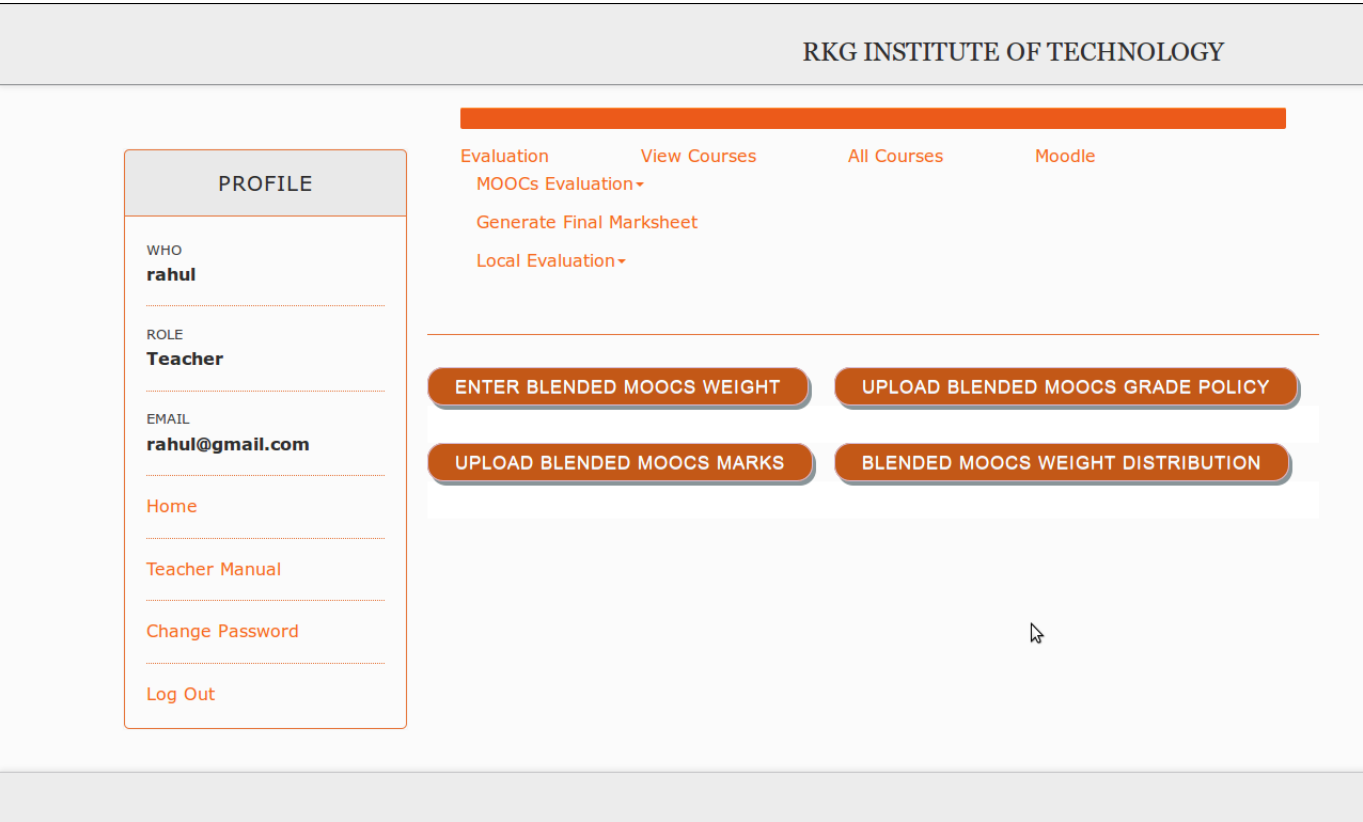 RKG INSTITUTE OF TECHNOLOGY
PROFILE
WHO
rahul
ROLE
Teacher
EMAIL
rahul@gmail.com
Home
Teacher Manual
Change Password
Log Out
Evaluation View Courses All Courses Moodle
MOOCs Evaluation
Generate Final Marksheet
Local Evaluation
ENTER BLENDED MOOCS WEIGHT UPLOAD BLENDED MOOCS GRADE POLICY
UPLOAD BLENDED MOOCS MARKS BLENDED MOOCS WEIGHT DISTRIBUTION